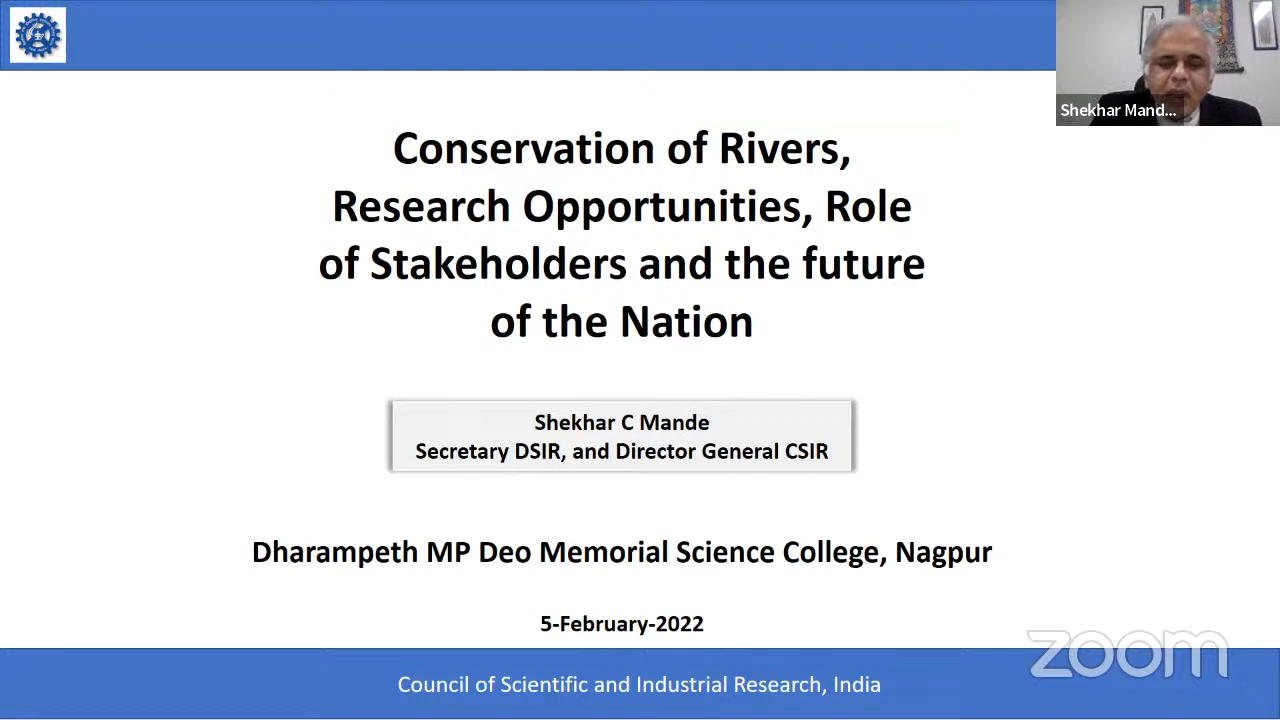 Shekhar Mand...
Conservation of Rivers,
Research Opportunities, Role
of Stakeholders and the future
of the Nation
Shekhar C Mande
Secretary DSIR, and Director General CSIR
Dharampeth MP Deo Memorial Science College, Nagpur
5-February-2022
zoom
Council of Scientific and Industrial Research, India